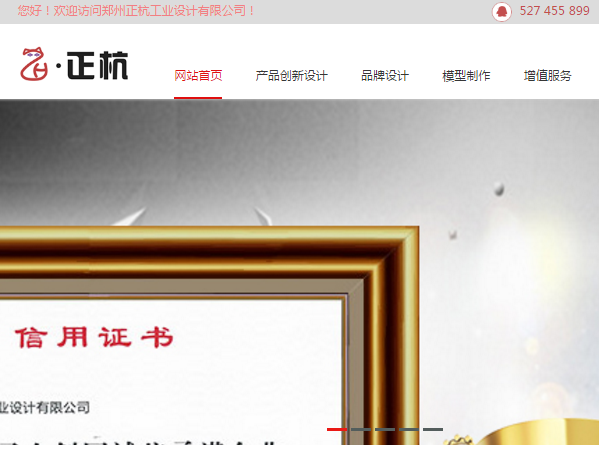 您好！欢迎访问郑州正杭工业设计有限公司！
527 455 899
·正杭
网站首页 产品创新设计 品牌设计 模型制作 增值服务
信用证书
业设计有限公司